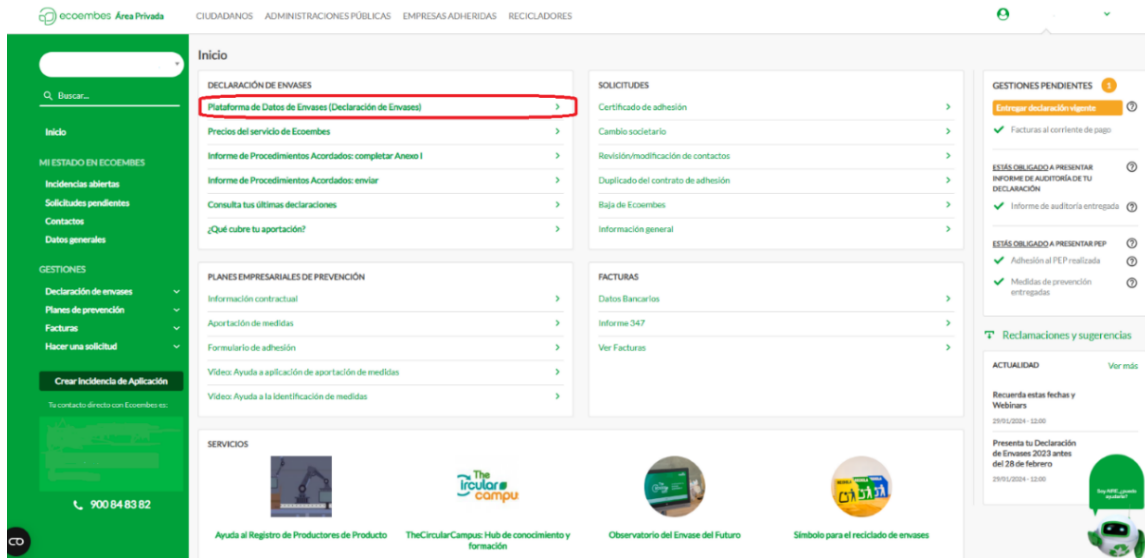 ecoembes Área Privada
CIUDADANOS ADMINISTRACIONES PÚBLICAS EMPRESAS ADHERIDAS RECICLADORES
Buscar...
Inicio
MI ESTADO EN ECOEMBES
Incidencias abiertas
Solicitudes pendientes
Contactos
Datos generales
GESTIONES
Declaración de envases
Planes de prevención
Facturas
Hacer una solicitud
Crear Incidencia de Aplicación
Tu contacto directo con Ecoembes es:
900 84 83 82
Inicio
DECLARACIÓN DE ENVASES
Plataforma de Datos de Envases (Declaración de Envases)
Precios del servicio de Ecoembes
Informe de Procedimientos Acordados: completar Anexo I
Informe de Procedimientos Acordados: enviar
Consulta tus últimas declaraciones
¿Qué cubre tu aportación?
SOLICITUDES
Certificado de adhesión
Cambio societario
Revisión/modificación de contactos
Duplicado del contrato de adhesión
Baja de Ecoembes
Información general
PLANES EMPRESARIALES DE PREVENCIÓN
Información contractual
Aportación de medidas
Formulario de adhesión
Vídeo: Ayuda a aplicación de aportación de medidas
Vídeo: Ayuda a la identificación de medidas
FACTURAS
Datos Bancarios
Informe 347
Ver Facturas
SERVICIOS
The
Circular
campu
Ayuda al Registro de Productores de Producto
TheCircularCampus: Hub de conocimiento y
formación
Observatorio del Envase del Futuro
Símbolo para el reciclado de envases
GESTIONES PENDIENTES 1
Entregar declaración vigente
Facturas al corriente de pago
ESTÁS OBLIGADO A PRESENTAR
INFORME DE AUDITORÍA DE TU
DECLARACIÓN
Informe de auditoría entregada
ESTÁS OBLIGADO A PRESENTAR PEP
Adhesión al PEP realizada
Medidas de prevención
entregadas
Reclamaciones y sugerencias
ACTUALIDAD Ver más
Recuerda estas fechas y
Webinars
29/01/2024 - 12:00
Presenta tu Declaración
de Envases 2023 antes
del 28 de febrero
29/01/2024 - 12:00